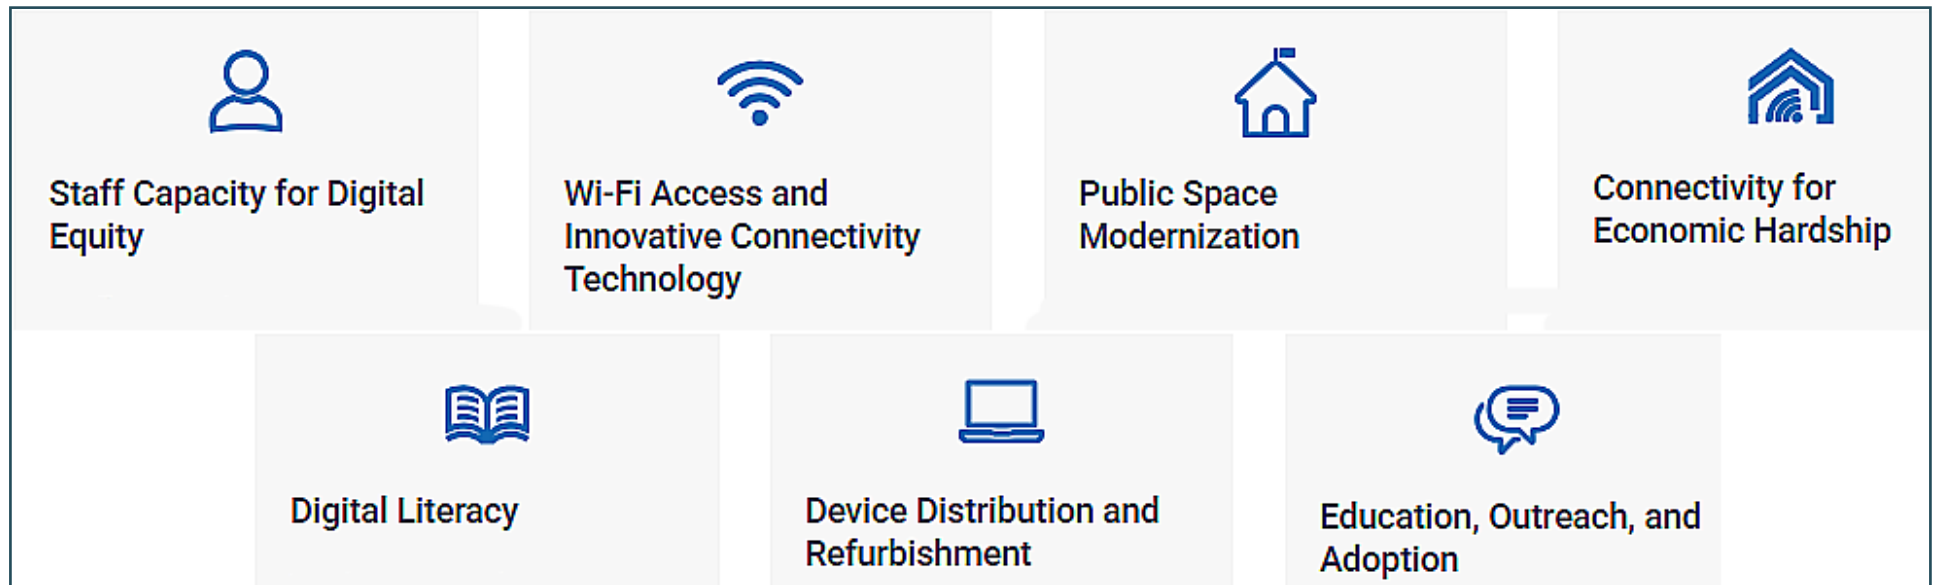 Staff Capacity for Digital
Equity
Wi-Fi Access and
Innovative Connectivity
Technology
Public Space
Modernization
Connectivity for
Economic Hardship
Digital Literacy
Device Distribution and
Refurbishment
Education, Outreach, and
Adoption